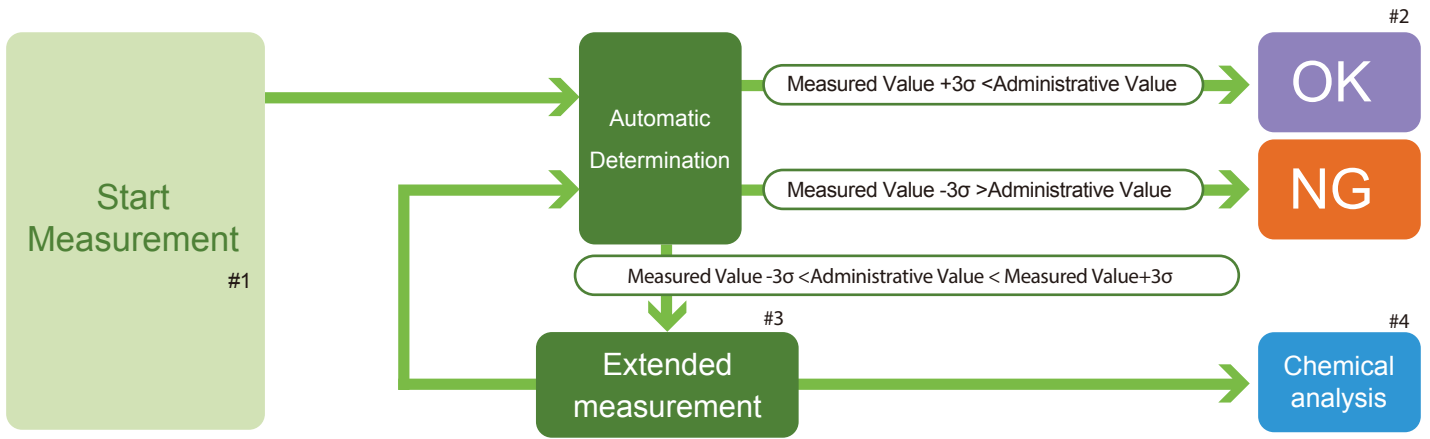 Start
Measurement
#1
Automatic
Determination
Measured Value +3σ <Administrative Value
#2
OK
Measured Value -3σ >Administrative Value
NG
Measured Value -3σ <Administrative Value < Measured Value+3σ
#3
Extended
measurement
#4
Chemical
analysis